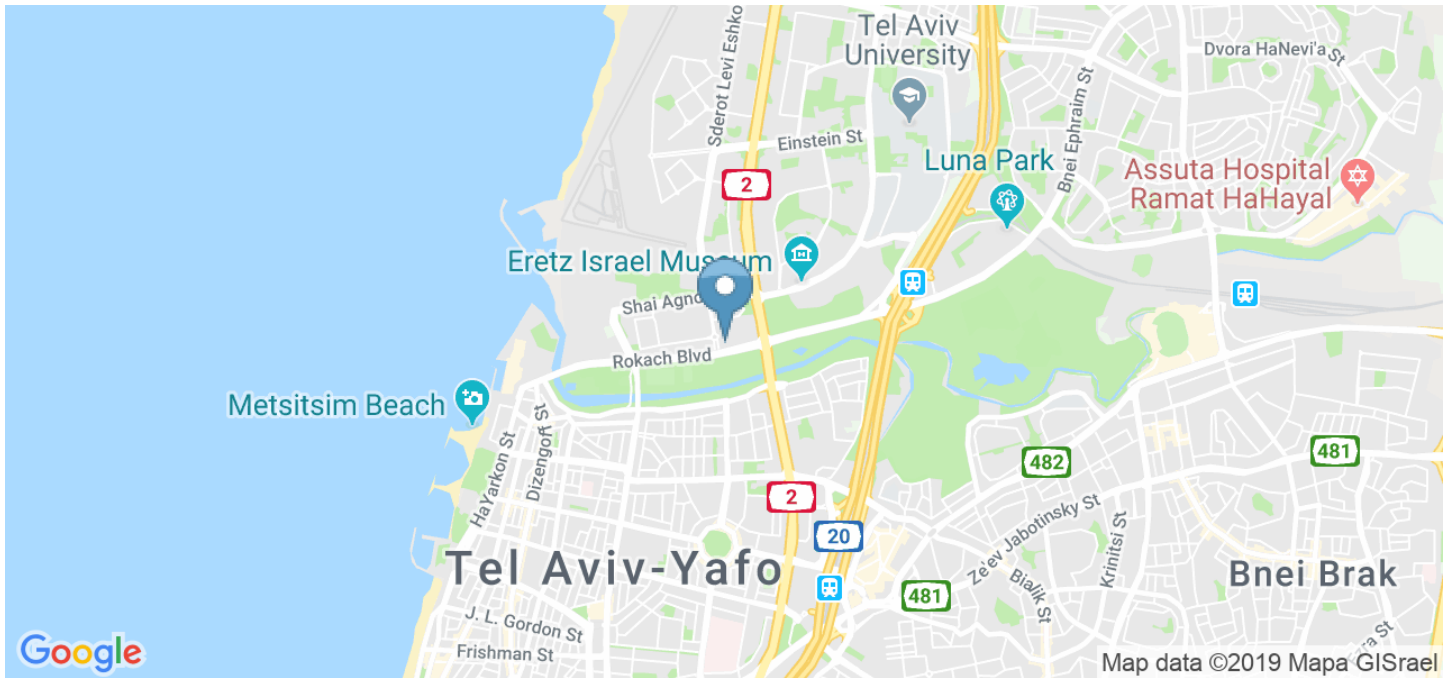 Tel Aviv
University
Dvora HaNevi'a St
Sderot Levi Eshko
Bnei Ephraim St
Einstein St
Luna Park
Assuta Hospital
Ramat HaHayal
2
Eretz Israel Museum
Shai Agno
Rokach Blvd
Metsitsim Beach
HaYarkon St
Dizengoff St
482
481
2
20
Ze'ev Jabotinsky St
Krinitsi St
Tel Aviv-Yafo
Bnei Brak
Bialik St
481
J. L. Gordon St
Frishman St
Ezra St
Google
Map data ©2019 Mapa GISrael